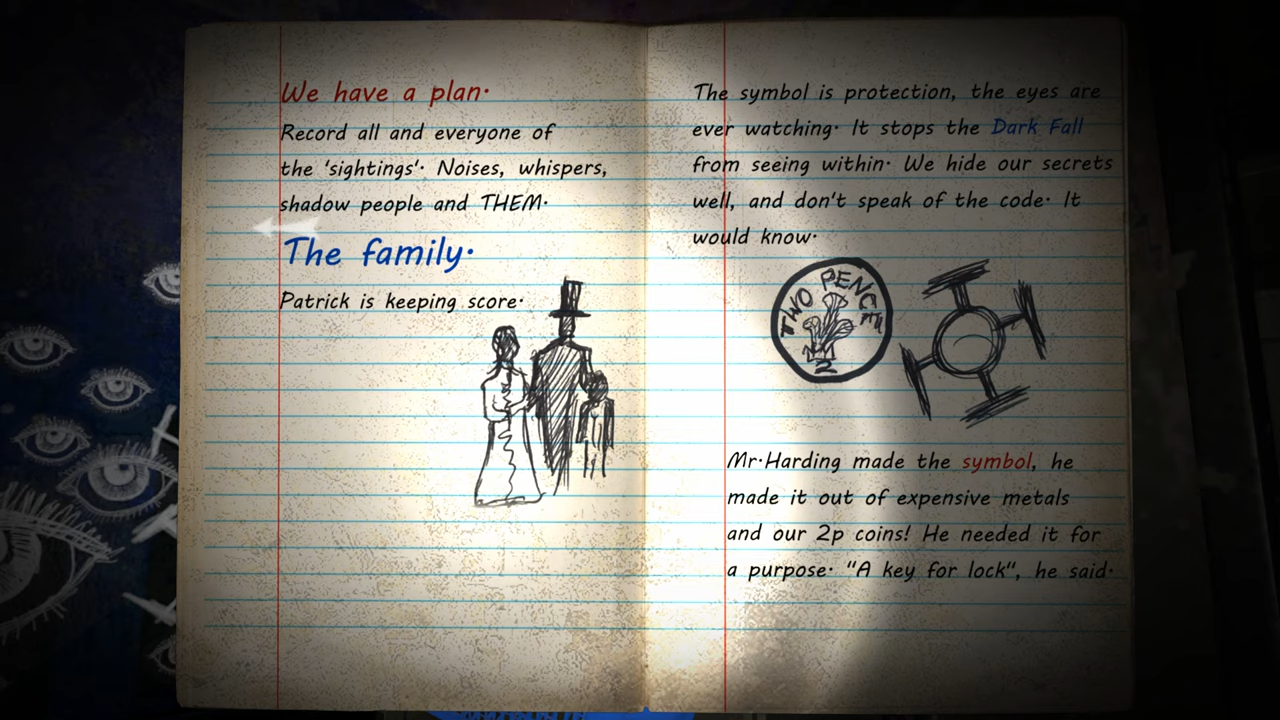 We have a plan.
Record all and everyone of
the 'sightings'. Noises, whispers,
shadow people and THEM.
The family.
Patrick is keeping score.
The symbol is protection, the eyes are
ever watching. It stops the Dark Fall
from seeing within. We hide our secrets
well, and don't speak of the code. It
would know.
TWO PENCE
2
Mr.Harding made the symbol, he
made it out of expensive metals
and our 2p coins! He needed it for
a purpose. "A key for lock", he said.